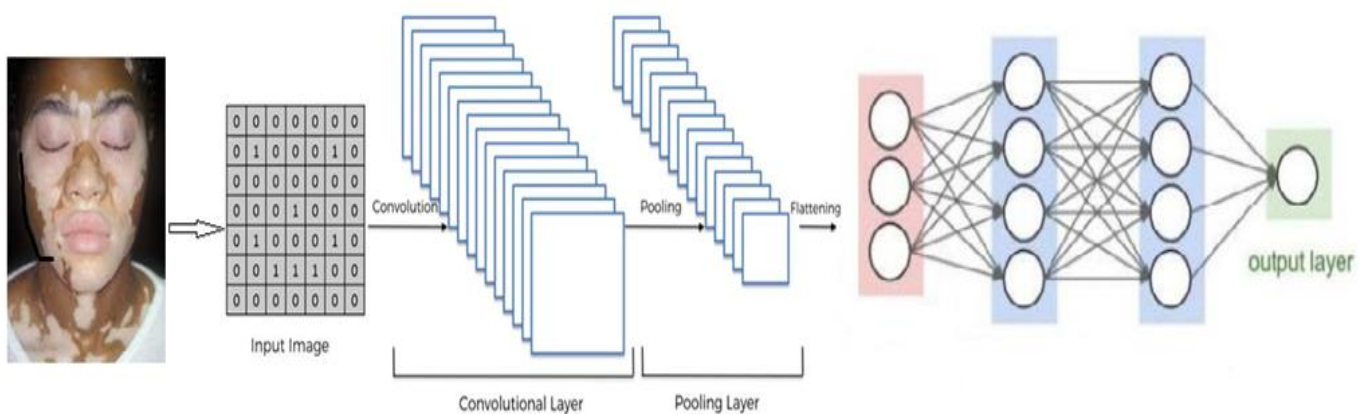 0 0 0 0 0 0 0
0 1 0 0 0 1 0
0 0 0 0 0 0 0
0 0 0 1 0 0 0
0 1 0 0 0 1 0
0 0 1 1 1 0 0
0 0 0 0 0 0 0
Input Image
Convolution
Convolutional Layer
Pooling
Pooling Layer
Flattening
output layer